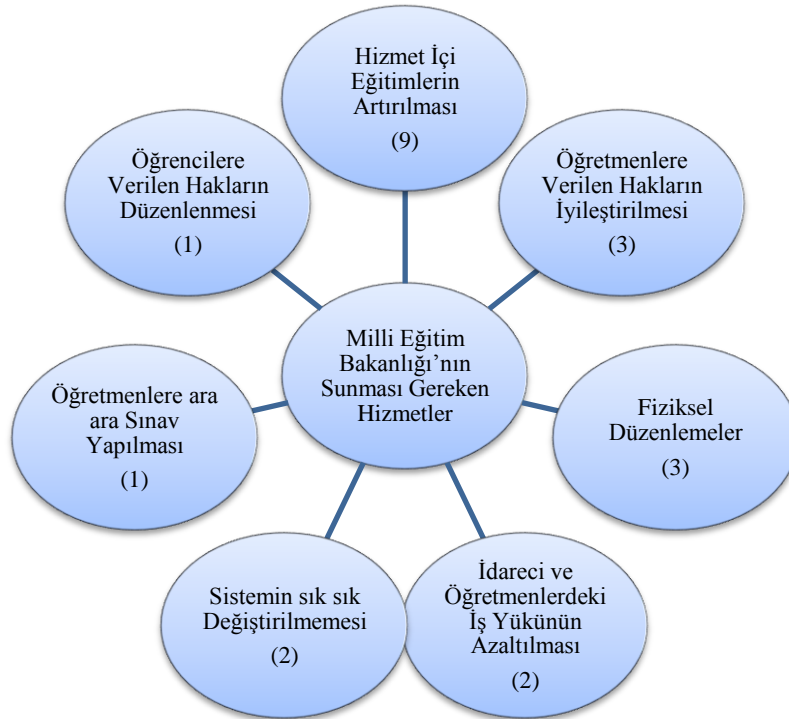 Hizmet İçi
Eğitimlerin
Artırılması
(9)
Öğretmenlere
Verilen Hakların
İyileştirilmesi
(3)
Fiziksel
Düzenlemeler
(3)
İdareci ve
Öğretmenlerdeki
İş Yükünün
Azaltılması
(2)
Sistemin sık sık
Değiştirilmemesi
(2)
Öğretmenlere ara
ara Sınav
Yapılması
(1)
Öğrencilere
Verilen Hakların
Düzenlenmesi
(1)
Milli Eğitim
Bakanlığı’nın
Sunması Gereken
Hizmetler